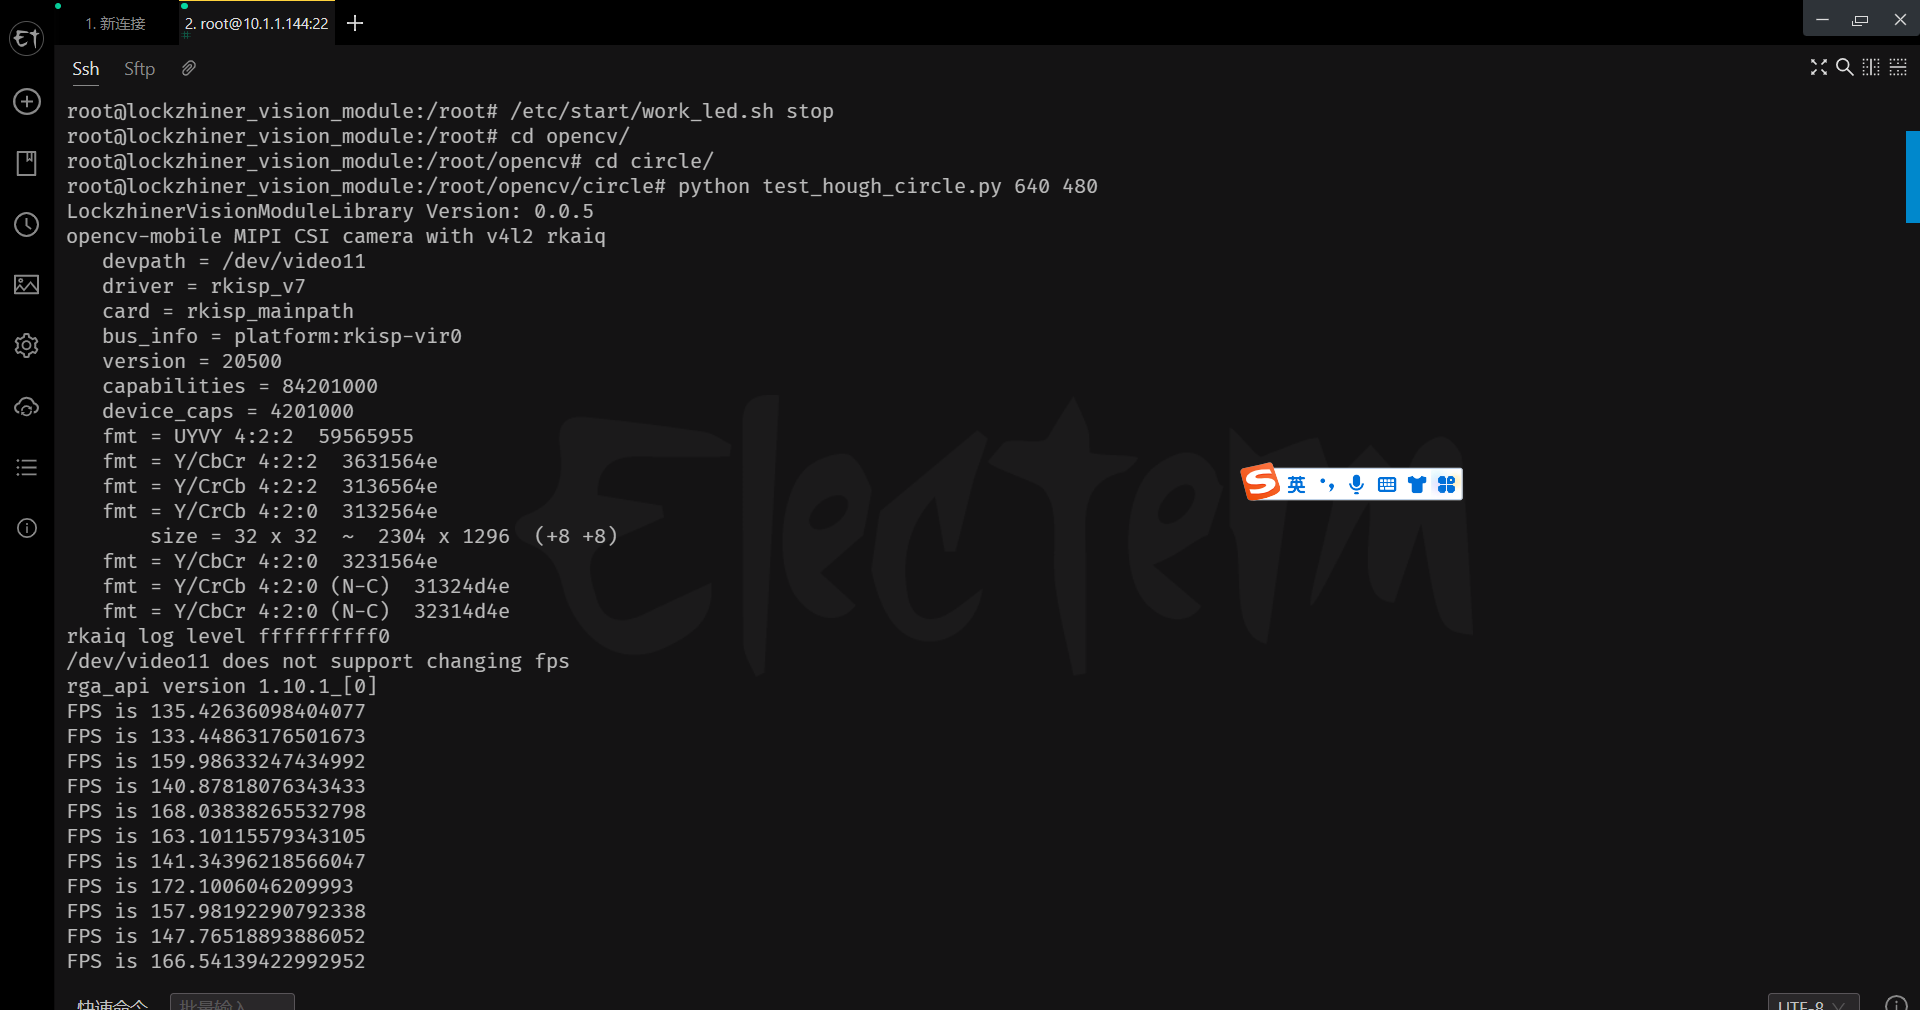 1. 新连接
2. root@10.1.1.144:22
#
Ssh
Sftp
root@lockzhiner_vision_module:/root# /etc/start/work_led.sh stop
root@lockzhiner_vision_module:/root# cd opencv/
root@lockzhiner_vision_module:/root/opencv# cd circle/
root@lockzhiner_vision_module:/root/opencv/circle# python test_hough_circle.py 640 480
LockzhinerVisionModuleLibrary Version: 0.0.5
opencv-mobile MIPI CSI camera with v4l2 rkaiq
devpath = /dev/video11
driver = rkisp_v7
card = rkisp_mainpath
bus_info = platform:rkisp-vir0
version = 20500
capabilities = 84201000
device_caps = 4201000
fmt = UYVY 4:2:2  59565955
fmt = Y/CbCr 4:2:2  3631564e
fmt = Y/CrCb 4:2:2  3136564e
fmt = Y/CrCb 4:2:0  3132564e
size = 32 x 32  ~  2304 x 1296  (+8 +8)
fmt = Y/CbCr 4:2:0  3231564e
fmt = Y/CrCb 4:2:0 (N-C)  31324d4e
fmt = Y/CbCr 4:2:0 (N-C)  32314d4e
rkaiq log level ffffffffff0
/dev/video11 does not support changing fps
rga_api version 1.10.1_[0]
FPS is 135.42636098404077
FPS is 133.44863176501673
FPS is 159.98633247434992
FPS is 140.87818076343433
FPS is 168.03838265532798
FPS is 163.10115579343105
FPS is 141.34396218566047
FPS is 172.1006046209993
FPS is 157.98192290792338
FPS is 147.76518893886052
FPS is 166.54139422992952
Electerm
英
快速命令
批量输入
UTF-8